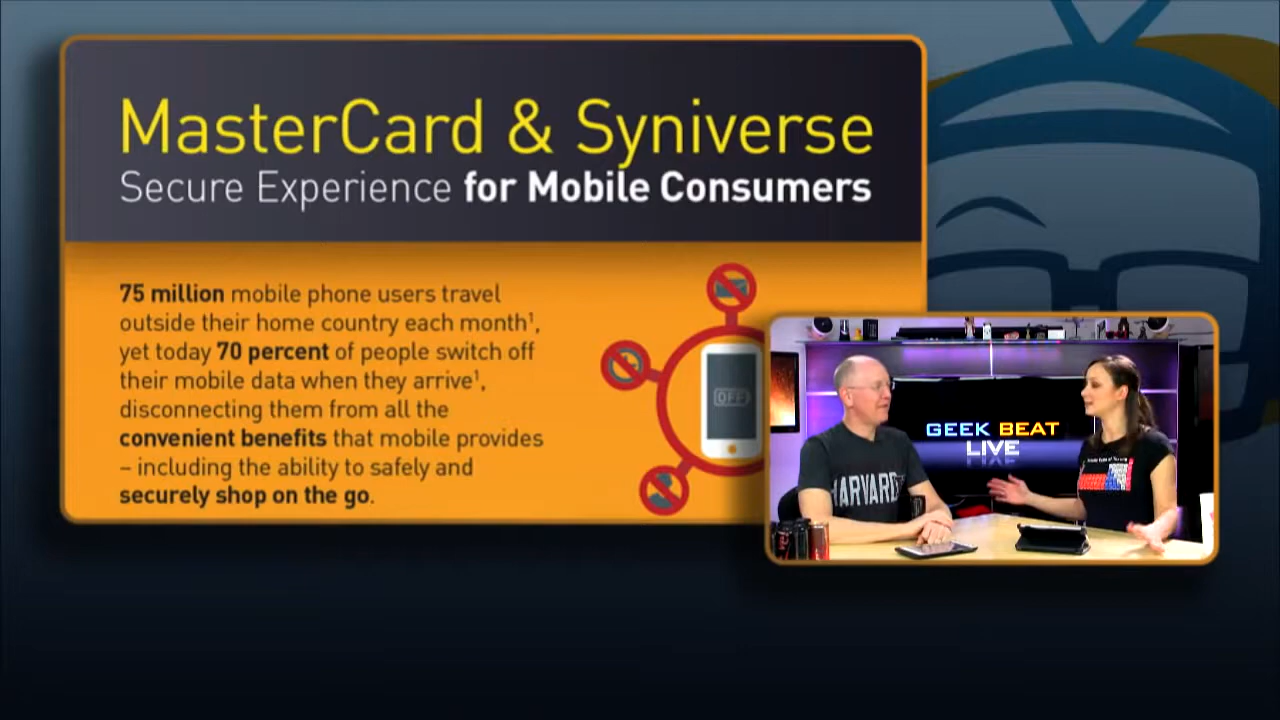 MasterCard & Syniverse
Secure Experience for Mobile Consumers
75 million mobile phone users travel
outside their home country each month¹,
yet today 70 percent of people switch off
their mobile data when they arrive¹,
disconnecting them from all the
convenient benefits that mobile provides
– including the ability to safely and
securely shop on the go.
OFF
GEEK BEAT
LIVE
HARVARD